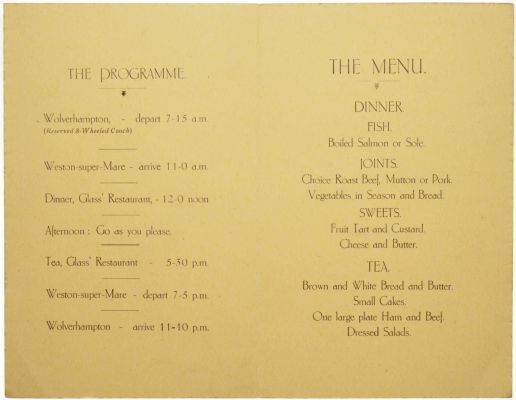 THE PROGRAMME.
Wolverhampton, - depart 7-15 a.m.
(Reserved 8-Wheeled Coach)
Weston-super-Mare - arrive 11-0 a.m.
Dinner, Glass' Restaurant, - 12-0 noon
Afternoon : Go as you please.
Tea, Glass' Restaurant - 5-30 p.m.
Weston-super-Mare - depart 7-5 p.m.
Wolverhampton - arrive 11-10 p.m.
THE MENU.
DINNER.
FISH.
Boiled Salmon or Sole.
JOINTS.
Choice Roast Beef, Mutton or Pork.
Vegetables in Season and Bread.
SWEETS.
Fruit Tart and Custard.
Cheese and Butter.
TEA.
Brown and White Bread and Butter.
Small Cakes.
One large plate Ham and Beef.
Dressed Salads.